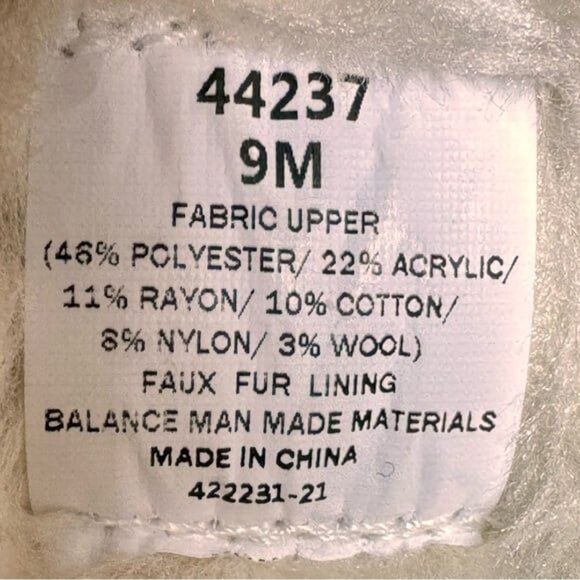 44237
9M
FABRIC UPPER
(46% POLYESTER/ 22% ACRYLIC/
11% RAYON/ 10% COTTON/
8% NYLON/ 3% WOOL)
FAUX FUR LINING
BALANCE MAN MADE MATERIALS
MADE IN CHINA
422231-21